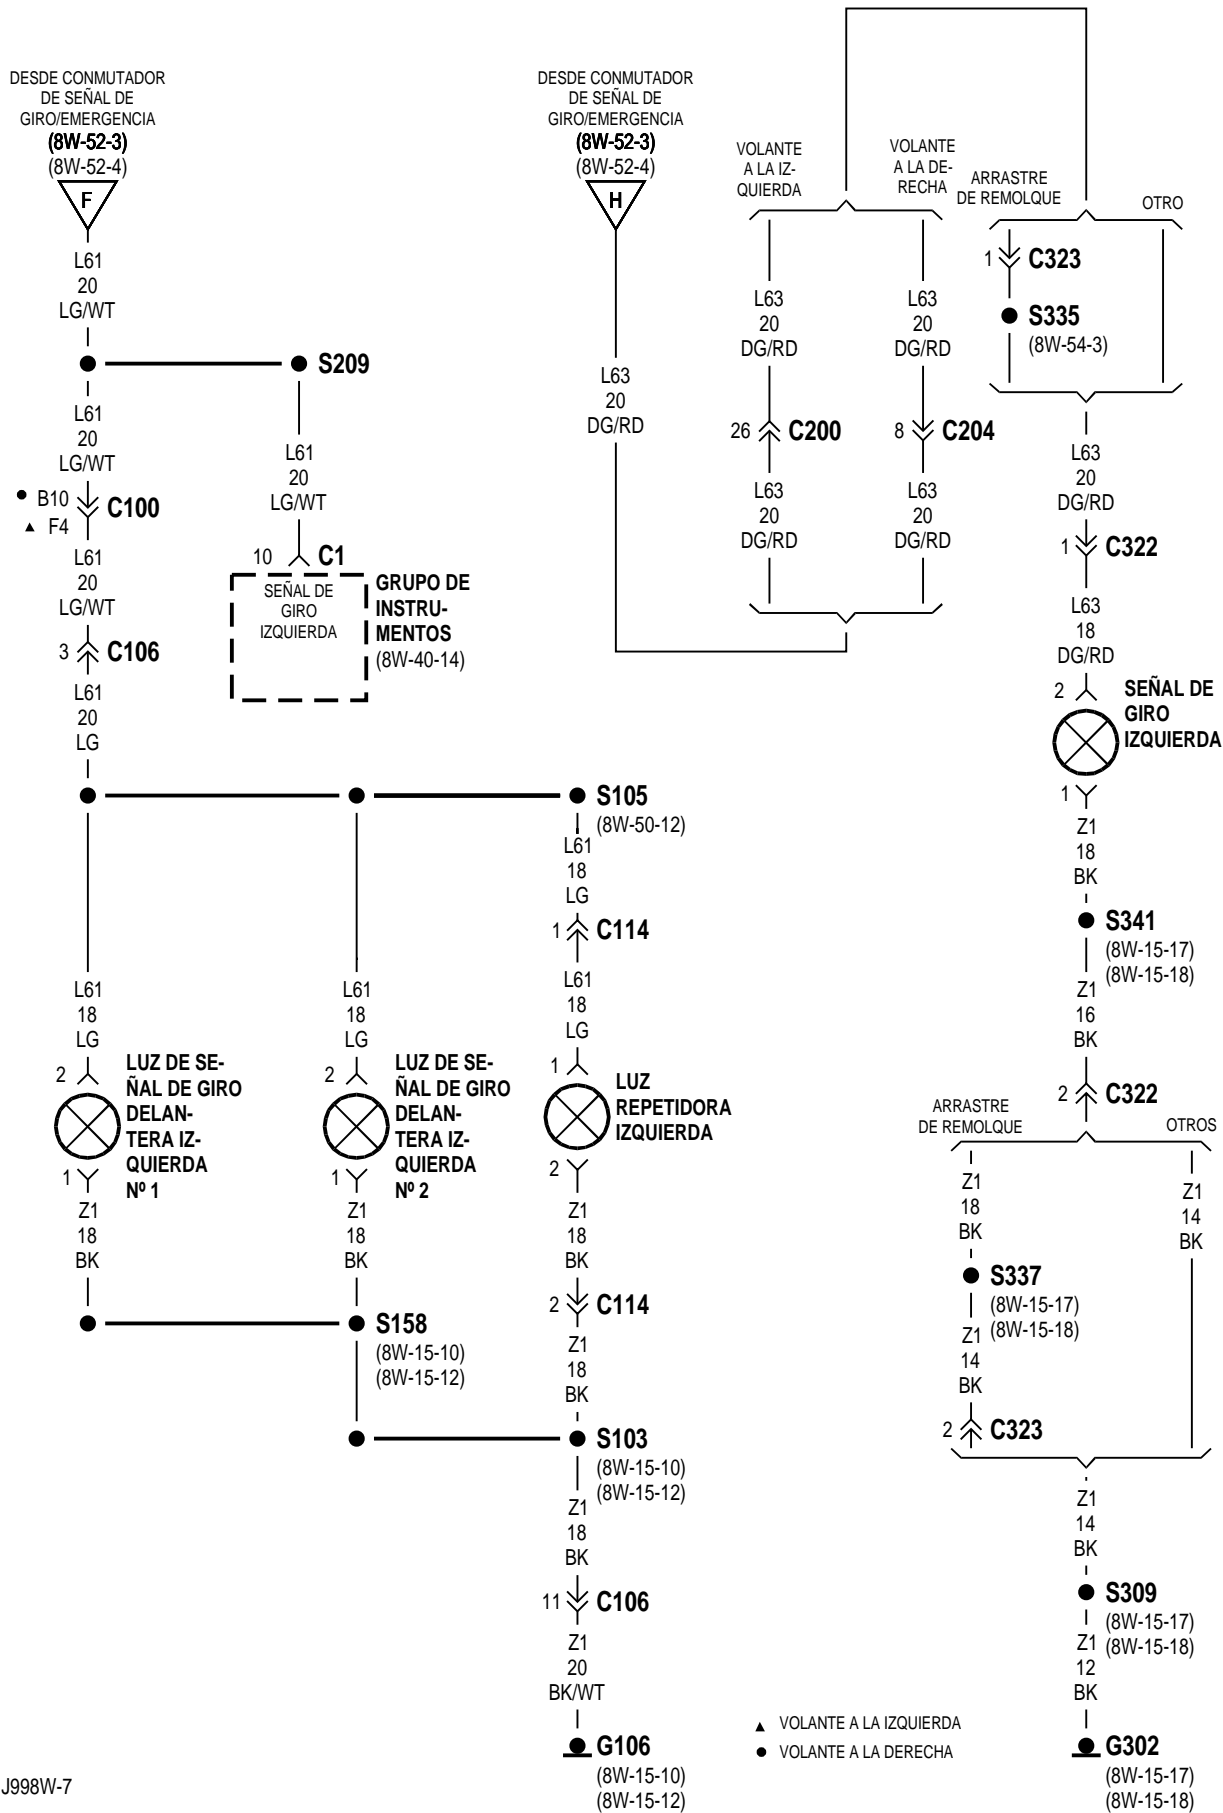 DESDE CONMUTADOR
DE SEÑAL DE
GIRO/EMERGENCIA
(8W-52-3)
(8W-52-4)
F
L61
20
LG/WT
S209
L61
20
LG/WT
B10
F4
C100
L61
20
LG/WT
3
C106
L61
20
LG
L61
20
LG/WT
10
C1
SEÑAL DE
GIRO
IZQUIERDA
GRUPO DE
INSTRU-
MENTOS
(8W-40-14)
S105
(8W-50-12)
L61
18
LG
1
C114
L61
18
LG
L61
18
LG
2
LUZ DE SE-
ÑAL DE GIRO
DELAN-
TERA IZ-
QUIERDA
Nº 1
1
Z1
18
BK
L61
18
LG
2
LUZ DE SE-
ÑAL DE GIRO
DELAN-
TERA IZ-
QUIERDA
Nº 2
1
Z1
18
BK
S158
(8W-15-10)
(8W-15-12)
1
LUZ
REPETIDORA
IZQUIERDA
2
Z1
18
BK
2
C114
Z1
18
BK
S103
(8W-15-10)
(8W-15-12)
Z1
18
BK
11
C106
Z1
20
BK/WT
G106
(8W-15-10)
(8W-15-12)
DESDE CONMUTADOR
DE SEÑAL DE
GIRO/EMERGENCIA
(8W-52-3)
(8W-52-4)
H
L63
20
DG/RD
VOLANTE
A LA IZ-
QUIERDA
L63
20
DG/RD
26
C200
L63
20
DG/RD
VOLANTE
A LA DE-
RECHA
L63
20
DG/RD
8
C204
L63
20
DG/RD
ARRASTRE
DE REMOLQUE
OTRO
1
C323
S335
(8W-54-3)
L63
20
DG/RD
1
C322
L63
18
DG/RD
2
SEÑAL DE
GIRO
IZQUIERDA
1
Z1
18
BK
S341
(8W-15-17)
(8W-15-18)
Z1
16
BK
2
C322
ARRASTRE
DE REMOLQUE
OTROS
Z1
18
BK
S337
(8W-15-17)
(8W-15-18)
Z1
14
BK
2
C323
Z1
14
BK
Z1
14
BK
S309
(8W-15-17)
(8W-15-18)
Z1
12
BK
G302
(8W-15-17)
(8W-15-18)
VOLANTE A LA IZQUIERDA
VOLANTE A LA DERECHA
J998W-7